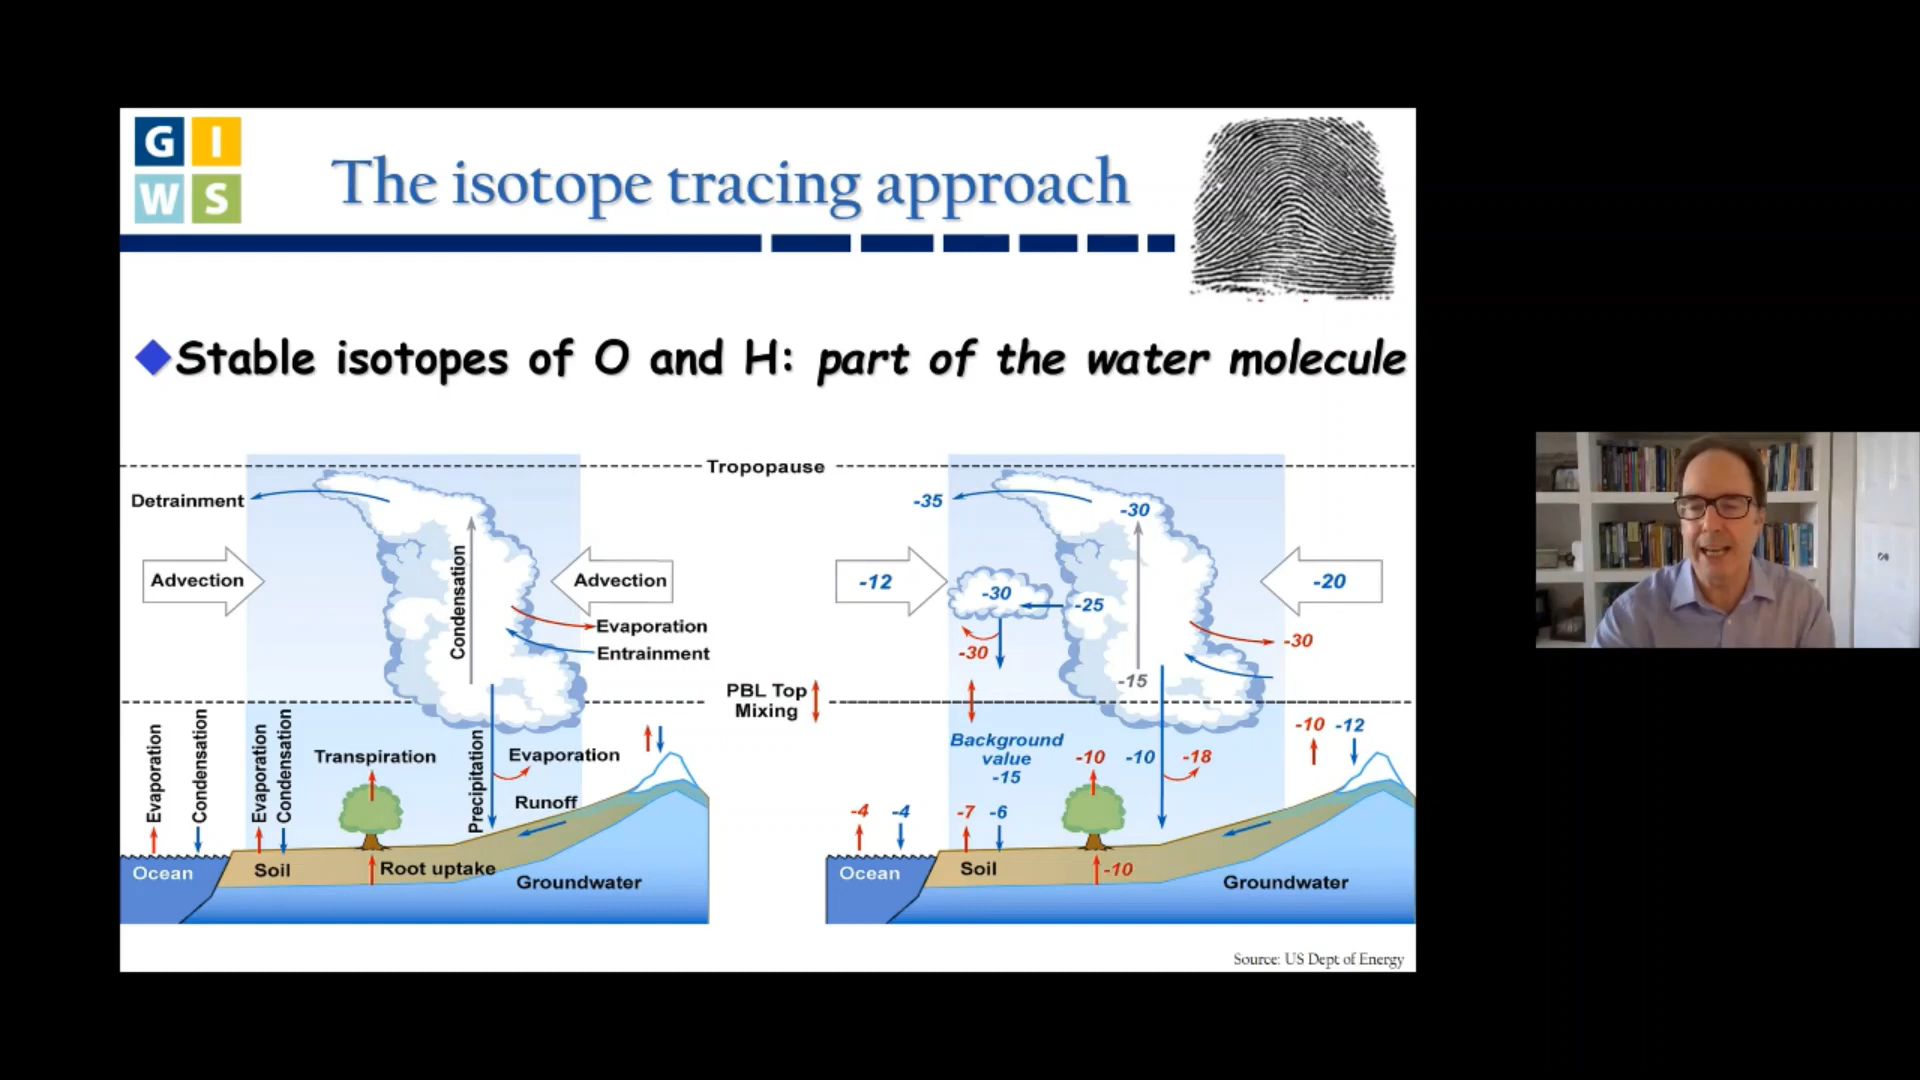 G I
W S
The isotope tracing approach
Stable isotopes of O and H: part of the water molecule
Tropopause
Detrainment
Advection
Condensation
Advection
Evaporation
Entrainment
PBL Top
Mixing
Evaporation
Condensation
Evaporation
Condensation
Transpiration
Precipitation
Evaporation
Runoff
Ocean
Soil
Root uptake
Groundwater
-35
-30
-12
-30
-25
-20
-30
-30
-15
Background
value
-15
-10
-10
-18
-10
-12
-4
-4
-7
-6
Ocean
Soil
-10
Groundwater
Source: US Dept of Energy